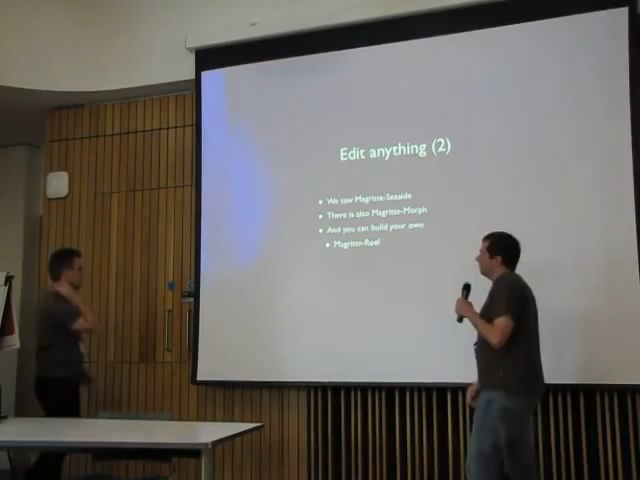 Edit anything (2)
• We saw Magritte-Seaside
• There is also Magritte-Morph
• And you can build your own
• Magritte-Reef